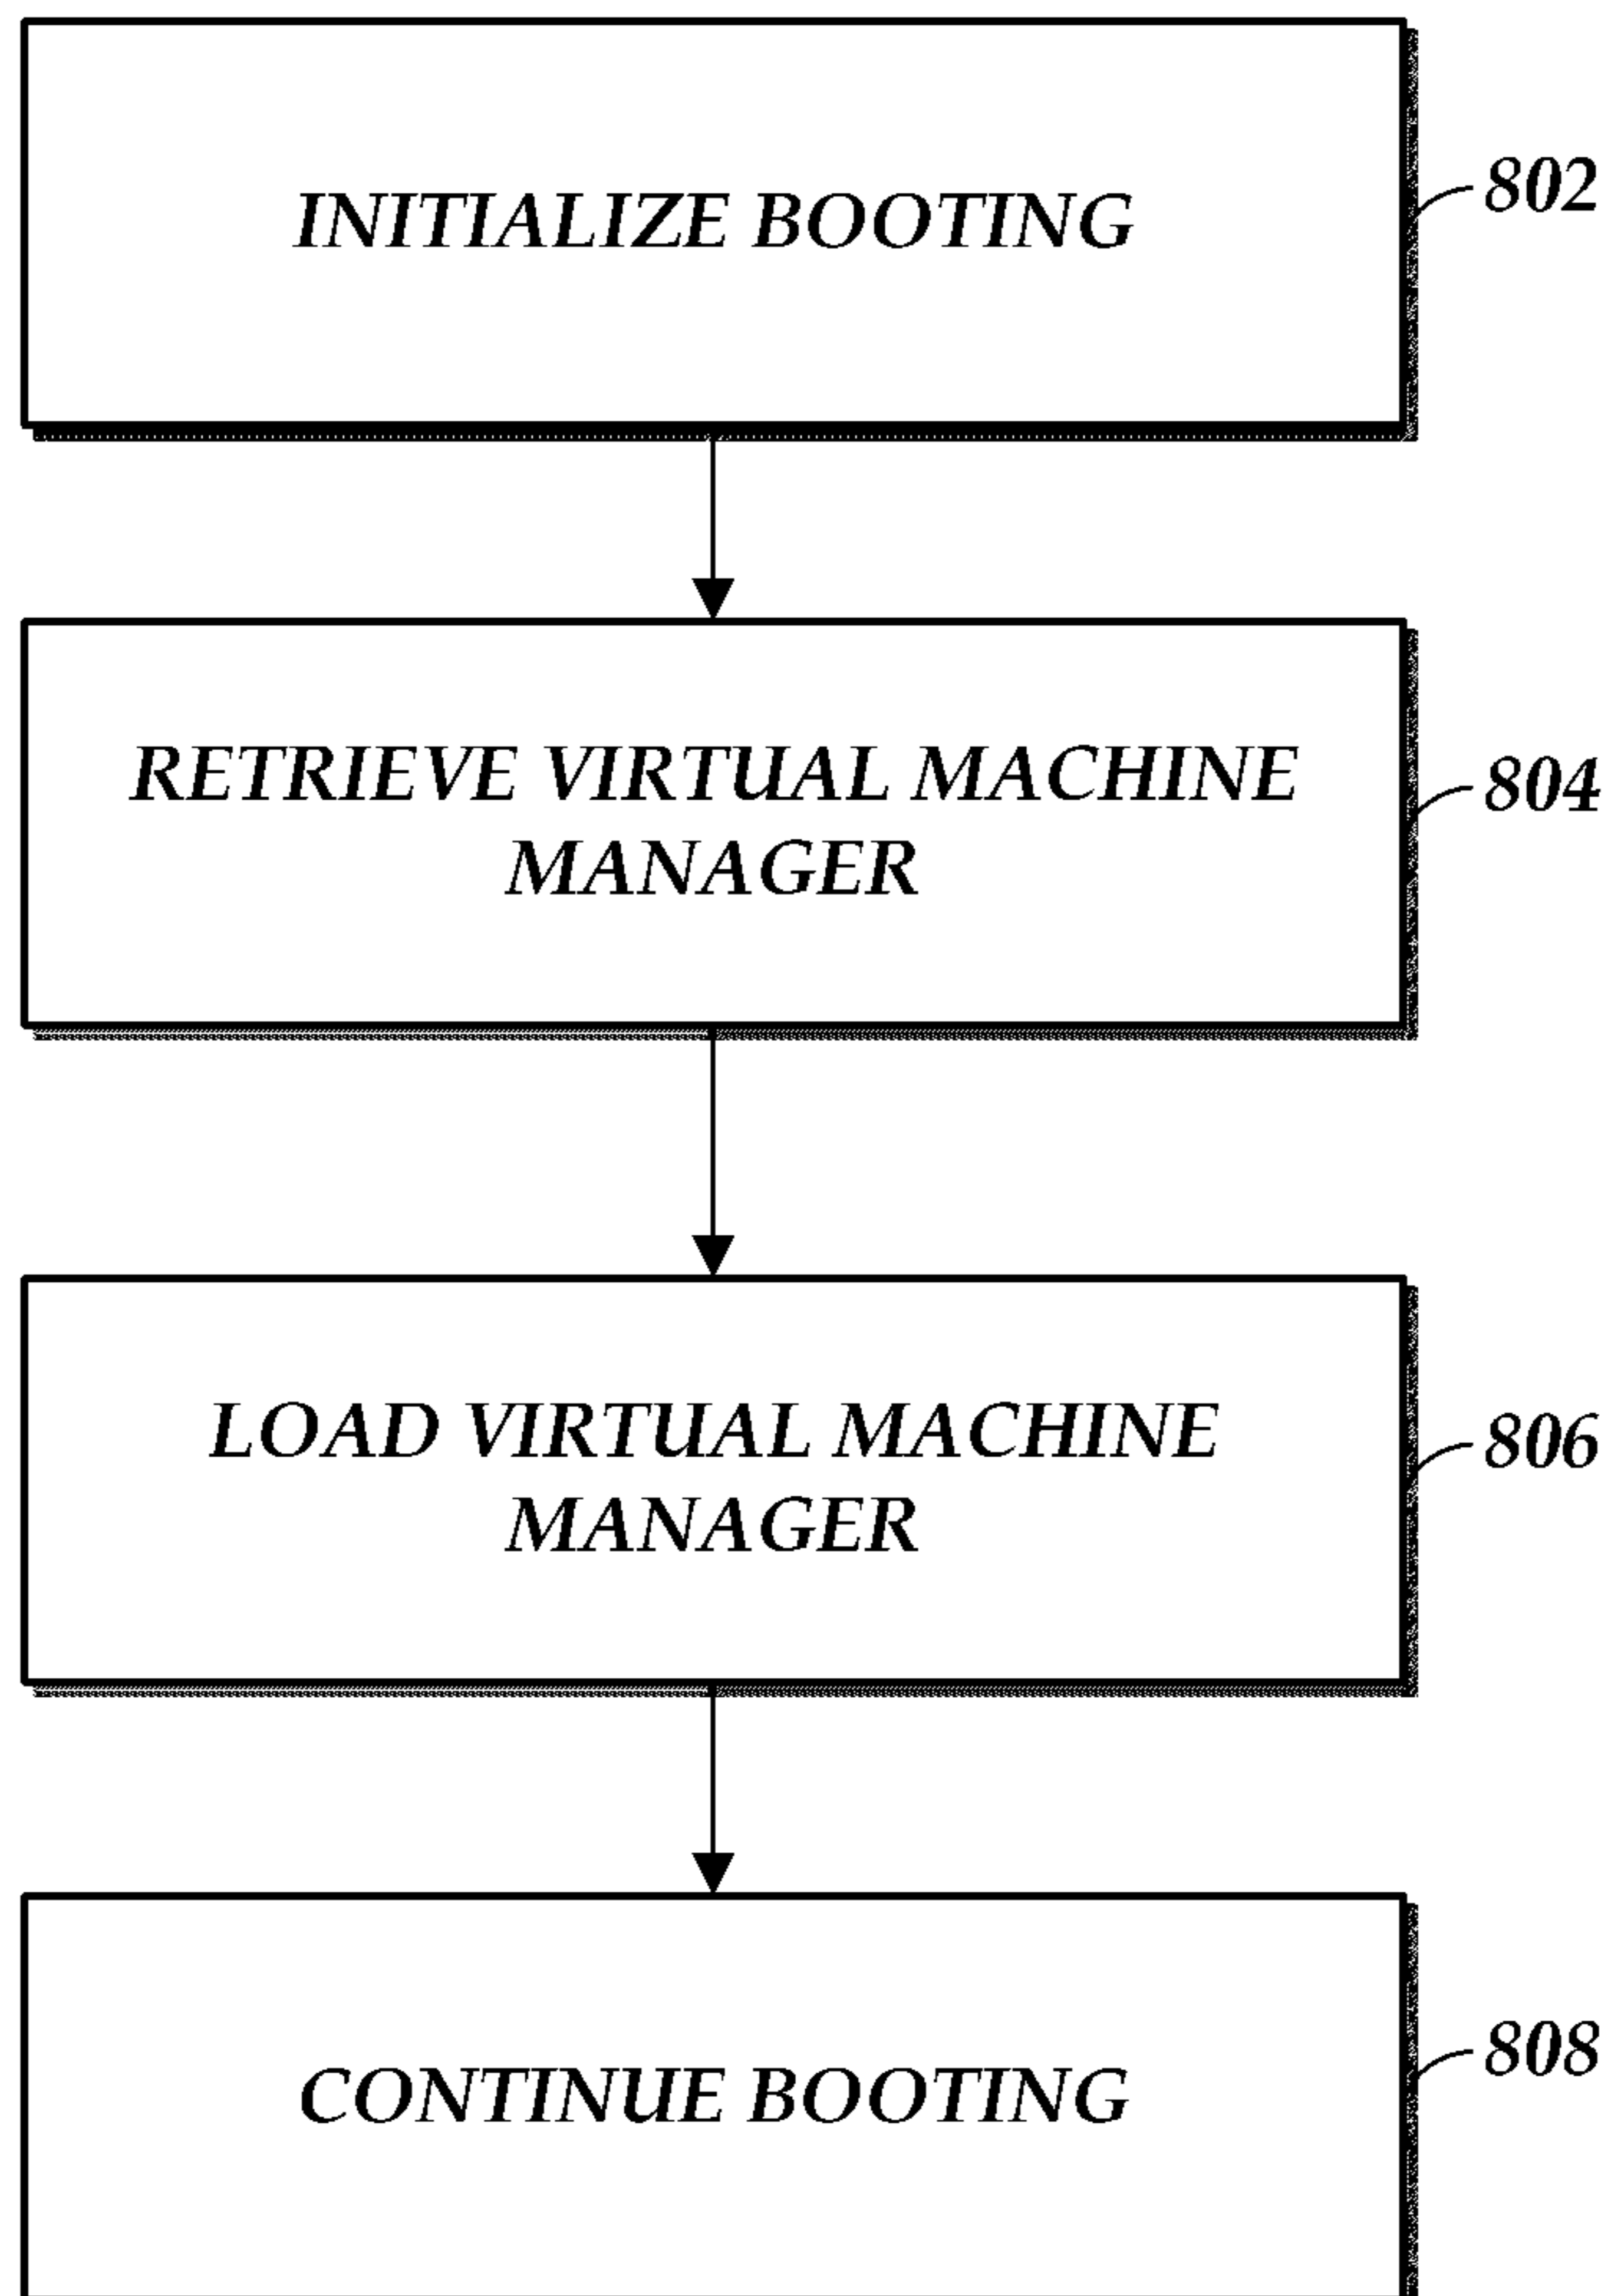 INITIALIZE BOOTING
802
RETRIEVE VIRTUAL MACHINE
MANAGER
804
LOAD VIRTUAL MACHINE
MANAGER
806
CONTINUE BOOTING
808